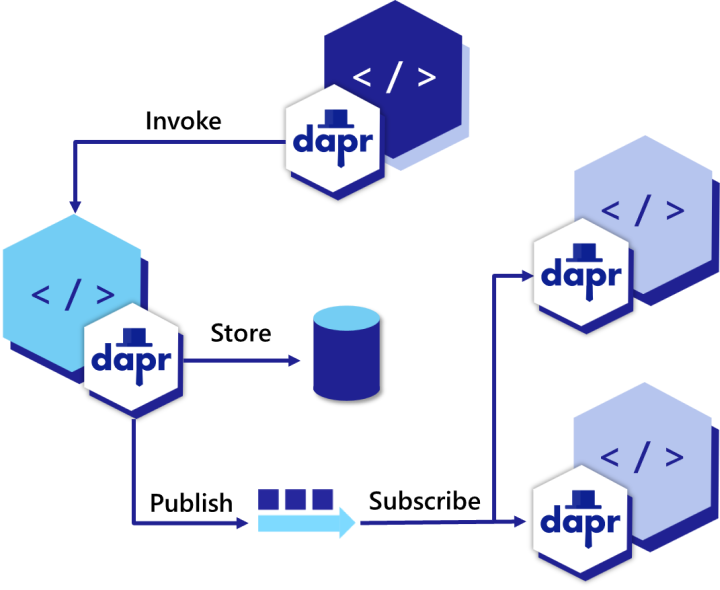 < / >
dapr
Invoke
< / >
dapr
< / >
dapr
Store
< / >
dapr
Publish
Subscribe